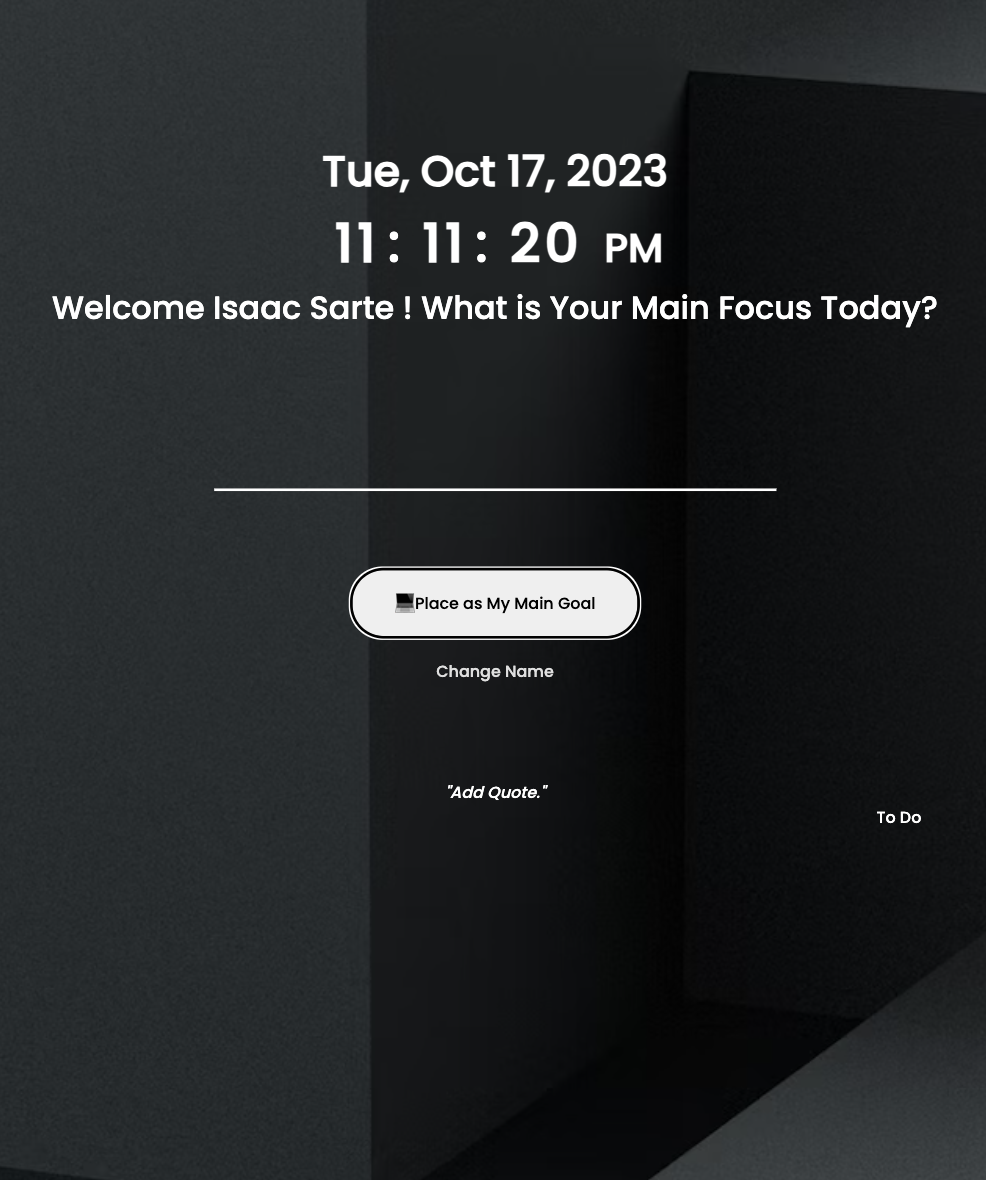 Tue, Oct 17, 2023
11 : 11 : 20 PM
Welcome Isaac Sarte ! What is Your Main Focus Today?
Place as My Main Goal
Change Name
"Add Quote."
To Do